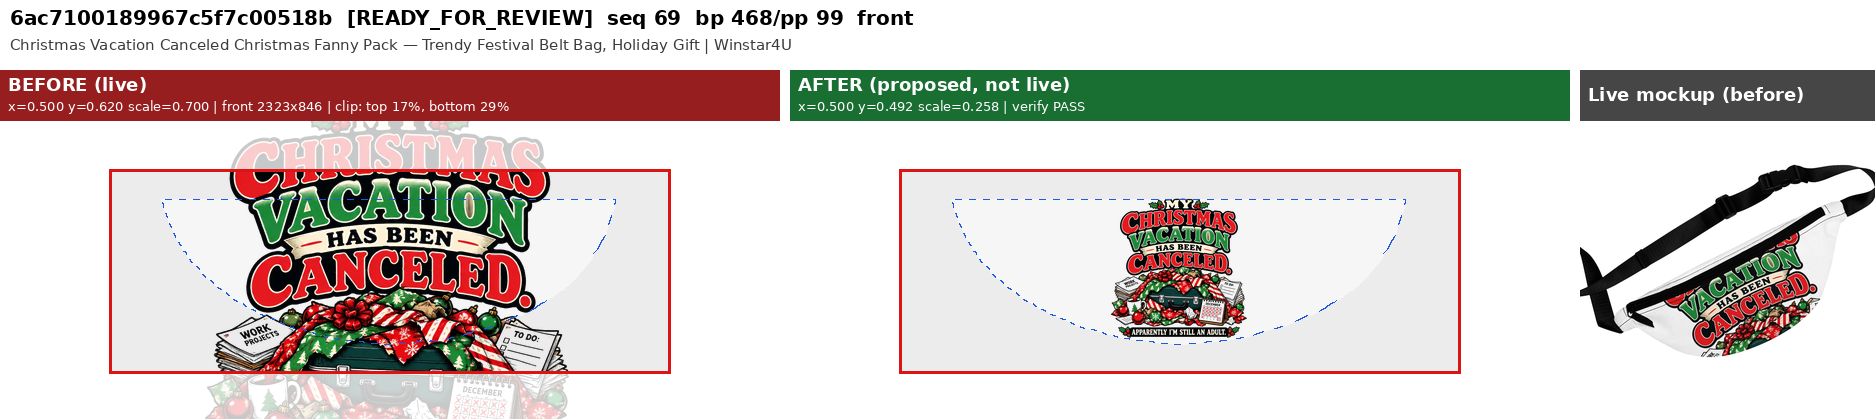 6ac7100189967c5f7c00518b [READY_FOR_REVIEW] seq 69 bp 468/pp 99 front
Christmas Vacation Canceled Christmas Fanny Pack — Trendy Festival Belt Bag, Holiday Gift | Winstar4U
BEFORE (live)
x=0.500 y=0.620 scale=0.700 | front 2323x846 | clip: top 17%, bottom 29%
CHRISTMAS
VACATION
HAS BEEN
CANCELED.
WORK
PROJECTS
TO DO:
DECEMBER
AFTER (proposed, not live)
x=0.500 y=0.492 scale=0.258 | verify PASS
MY
CHRISTMAS
VACATION
HAS BEEN
CANCELED.
APPARENTLY I'M STILL AN ADULT.
Live mockup (before)
VACATION
HAS BEEN
CANCELED.